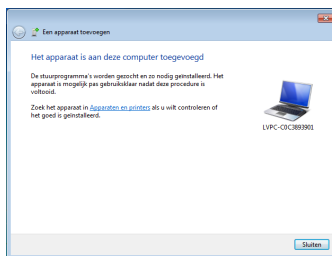 Een apparaat toevoegen
Het apparaat is aan deze computer toegevoegd
De stuurprogramma's worden gezocht en zo nodig geïnstalleerd. Het
apparaat is mogelijk pas gebruiksklaar nadat deze procedure is
voltooid.
Zoek het apparaat in Apparaten en printers als u wilt controleren of
het goed is geïnstalleerd.
LVPC-C0C3893901
Sluiten